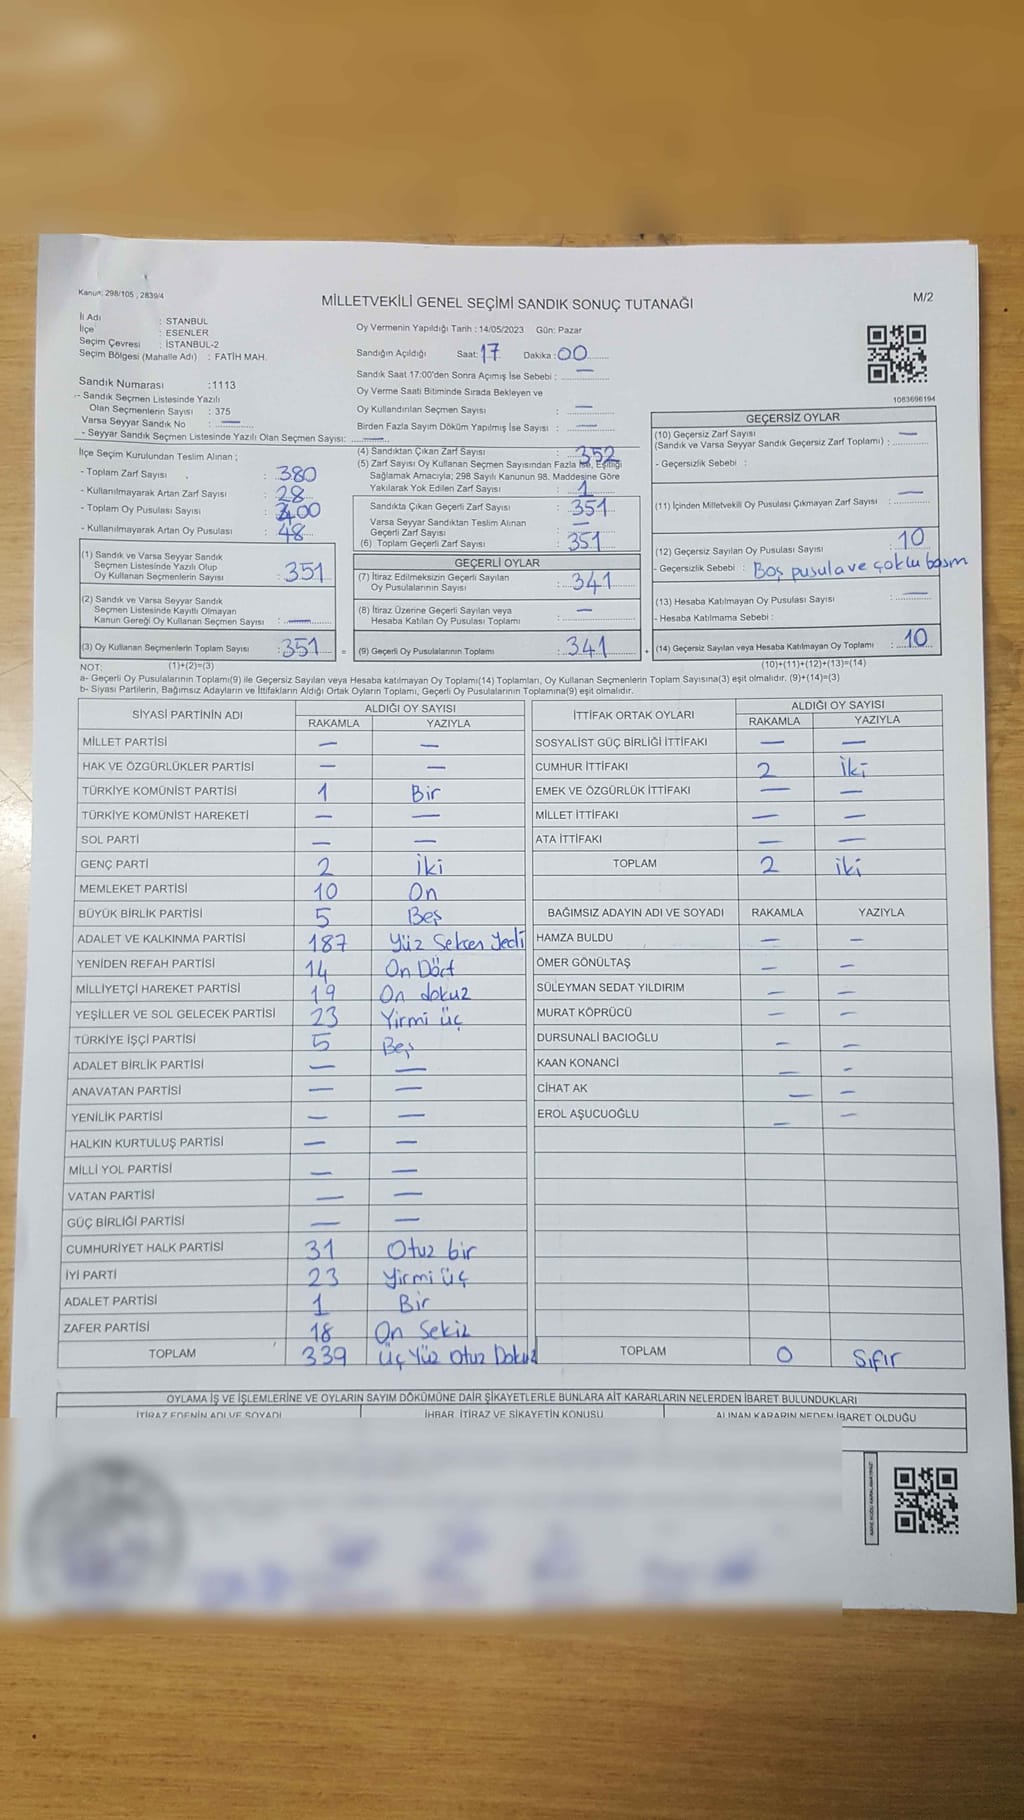 Kanun: 298/105 , 2839/4
MİLLETVEKİLİ GENEL SEÇİMİ SANDIK SONUÇ TUTANAĞI
M/2
İl Adı : STANBUL
İlçe : ESENLER
Seçim Çevresi : İSTANBUL-2
Seçim Bölgesi (Mahalle Adı) : FATİH MAH.
Sandık Numarası :1113
- Sandık Seçmen Listesinde Yazılı
Olan Seçmenlerin Sayısı : 375
Varsa Seyyar Sandık No : —
- Seyyar Sandık Seçmen Listesinde Yazılı Olan Seçmen Sayısı: —
İlçe Seçim Kurulundan Teslim Alınan ;
- Toplam Zarf Sayısı : 380
- Kullanılmayarak Artan Zarf Sayısı : 28
- Toplam Oy Pusulası Sayısı : 400
- Kullanılmayarak Artan Oy Pusulası : 48
(1) Sandık ve Varsa Seyyar Sandık
Seçmen Listesinde Yazılı Olup
Oy Kullanan Seçmenlerin Sayısı : 351
(2) Sandık ve Varsa Seyyar Sandık
Seçmen Listesinde Kayıtlı Olmayan
Kanun Gereği Oy Kullanan Seçmen Sayısı : —
(3) Oy Kullanan Seçmenlerin Toplam Sayısı : 351 =
NOT: (1)+(2)=(3)
Oy Vermenin Yapıldığı Tarih : 14/05/2023 Gün: Pazar
Sandığın Açıldığı Saat: 17 Dakika : 00
Sandık Saat 17:00'den Sonra Açımış İse Sebebi : —
Oy Verme Saati Bitiminde Sırada Bekleyen ve
Oy Kullandırılan Seçmen Sayısı : —
Birden Fazla Sayım Döküm Yapılmış İse Sayısı : —
(4) Sandıktan Çıkan Zarf Sayısı : 352
(5) Zarf Sayısı Oy Kullanan Seçmen Sayısından Fazla İse, Eşitliği
Sağlamak Amacıyla; 298 Sayılı Kanunun 98. Maddesine Göre
Yakılarak Yok Edilen Zarf Sayısı : 1
Sandıkta Çıkan Geçerli Zarf Sayısı : 351
Varsa Seyyar Sandıktan Teslim Alınan
Geçerli Zarf Sayısı : —
(6) Toplam Geçerli Zarf Sayısı : 351
GEÇERLİ OYLAR
(7) İtiraz Edilmeksizin Geçerli Sayılan
Oy Pusulalarının Sayısı : 341
(8) İtiraz Üzerine Geçerli Sayılan veya
Hesaba Katılan Oy Pusulası Toplamı : —
(9) Geçerli Oy Pusulalarının Toplamı : 341 +
1083696194
GEÇERSİZ OYLAR
(10) Geçersiz Zarf Sayısı —
(Sandık ve Varsa Seyyar Sandık Geçersiz Zarf Toplamı) :
- Geçersizlik Sebebi :
(11) İçinden Milletvekili Oy Pusulası Çıkmayan Zarf Sayısı : —
(12) Geçersiz Sayılan Oy Pusulası Sayısı : 10
- Geçersizlik Sebebi : Boş pusula ve çoklu basım
(13) Hesaba Katılmayan Oy Pusulası Sayısı : —
- Hesaba Katılmama Sebebi :
(14) Geçersiz Sayılan veya Hesaba Katılmayan Oy Toplamı : 10
(10)+(11)+(12)+(13)=(14)
a- Geçerli Oy Pusulalarının Toplamı(9) ile Geçersiz Sayılan veya Hesaba katılmayan Oy Toplamı(14) Toplamları, Oy Kullanan Seçmenlerin Toplam Sayısına(3) eşit olmalıdır. (9)+(14)=(3)
b- Siyasi Partilerin, Bağımsız Adayların ve İttifakların Aldığı Ortak Oyların Toplamı, Geçerli Oy Pusulalarının Toplamına(9) eşit olmalıdır.
SİYASİ PARTİNİN ADI ALDIĞI OY SAYISI
RAKAMLA YAZIYLA
MİLLET PARTİSİ — —
HAK VE ÖZGÜRLÜKLER PARTİSİ — —
TÜRKİYE KOMÜNİST PARTİSİ 1 Bir
TÜRKİYE KOMÜNİST HAREKETİ — —
SOL PARTİ — —
GENÇ PARTİ 2 İki
MEMLEKET PARTİSİ 10 On
BÜYÜK BİRLİK PARTİSİ 5 Beş
ADALET VE KALKINMA PARTİSİ 187 Yüz Seksen Yedi
YENİDEN REFAH PARTİSİ 14 On Dört
MİLLİYETÇİ HAREKET PARTİSİ 19 On dokuz
YEŞİLLER VE SOL GELECEK PARTİSİ 23 Yirmi üç
TÜRKİYE İŞÇİ PARTİSİ 5 Beş
ADALET BİRLİK PARTİSİ — —
ANAVATAN PARTİSİ — —
YENİLİK PARTİSİ — —
HALKIN KURTULUŞ PARTİSİ — —
MİLLİ YOL PARTİSİ — —
VATAN PARTİSİ — —
GÜÇ BİRLİĞİ PARTİSİ — —
CUMHURİYET HALK PARTİSİ 31 Otuz bir
İYİ PARTİ 23 Yirmi üç
ADALET PARTİSİ 1 Bir
ZAFER PARTİSİ 18 On Sekiz
TOPLAM 339 Üç Yüz Otuz Dokuz
İTTİFAK ORTAK OYLARI ALDIĞI OY SAYISI
RAKAMLA YAZIYLA
SOSYALİST GÜÇ BİRLİĞİ İTTİFAKI — —
CUMHUR İTTİFAKI 2 İki
EMEK VE ÖZGÜRLÜK İTTİFAKI — —
MİLLET İTTİFAKI — —
ATA İTTİFAKI — —
TOPLAM 2 iki
BAĞIMSIZ ADAYIN ADI VE SOYADI RAKAMLA YAZIYLA
HAMZA BULDU — —
ÖMER GÖNÜLTAŞ — —
SÜLEYMAN SEDAT YILDIRIM — —
MURAT KÖPRÜCÜ — —
DURSUNALİ BACIOĞLU — —
KAAN KONANCİ — —
CİHAT AK — —
EROL AŞUCUOĞLU — —
TOPLAM 0 Sıfır
OYLAMA İŞ VE İŞLEMLERİNE VE OYLARIN SAYIM DÖKÜMÜNE DAİR ŞİKAYETLERLE BUNLARA AİT KARARLARIN NELERDEN İBARET BULUNDUKLARI
İTİRAZ EDENİN ADI VE SOYADI İHBAR, İTİRAZ VE ŞİKAYETİN KONUSU ALINAN KARARIN NEDEN İBARET OLDUĞU